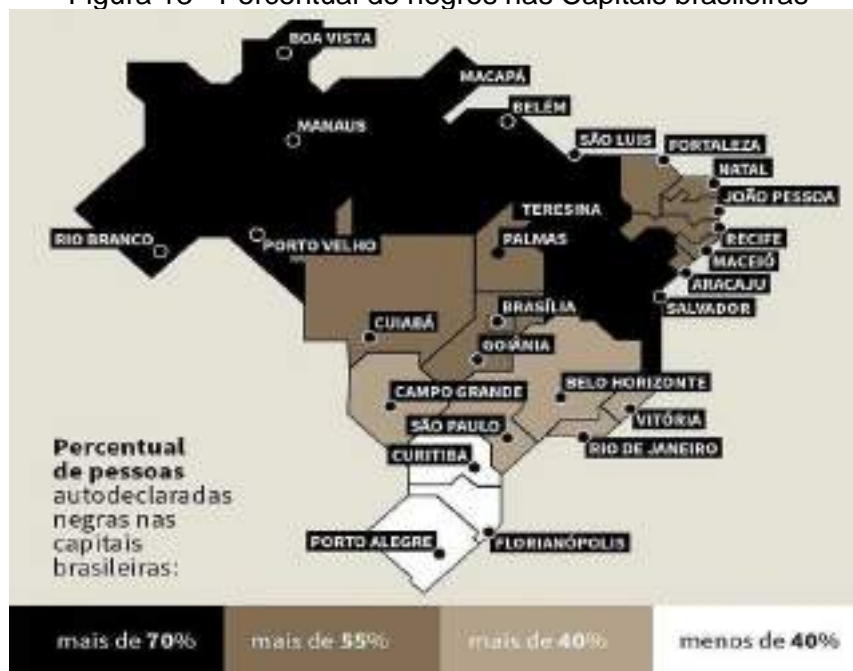 Figura 18 - Percentual de negros nas Capitais brasileiras
BOA VISTA
MACAPÁ
BELÉM
MANAUS
SÃO LUIS
FORTALEZA
NATAL
JOÃO PESSOA
TERESINA
RIO BRANCO
PORTO VELHO
PALMAS
RECIFE
MACEIÓ
ARACAJU
SALVADOR
BRASÍLIA
CUIABÁ
GOIÂNIA
BELO HORIZONTE
CAMPO GRANDE
VITÓRIA
SÃO PAULO
RIO DE JANEIRO
CURITIBA
PORTO ALEGRE
FLORIANÓPOLIS
Percentual
de pessoas
autodeclaradas
negras nas
capitais
brasileiras:
mais de 70%
mais de 55%
mais de 40%
menos de 40%